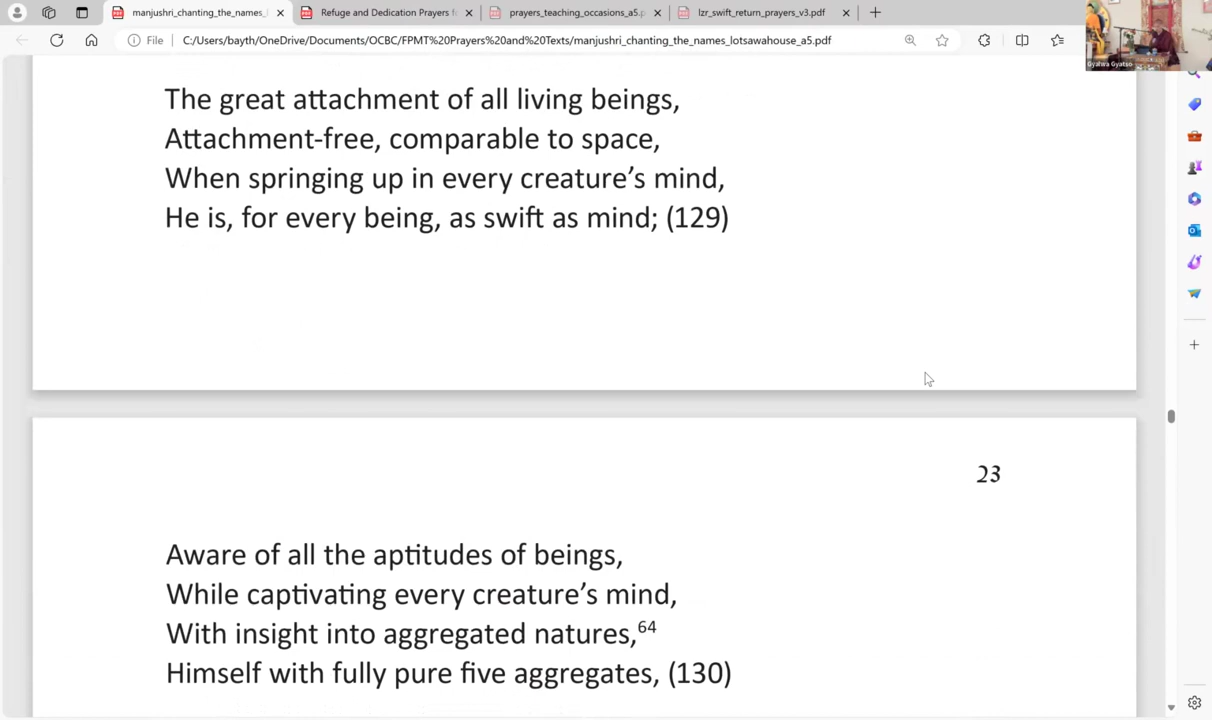 manjushri_chanting_the_names_l
Refuge and Dedication Prayers f
prayers_teaching_occasions_a5.p
lzr_swift_return_prayers_v3.pdf
File
C:/Users/bayth/OneDrive/Documents/OCBC/FPMT%20Prayers%20and%20Texts/manjushri_chanting_the_names_lotsawahouse_a5.pdf
Gyalwa Gyatso
The great attachment of all living beings,
Attachment-free, comparable to space,
When springing up in every creature’s mind,
He is, for every being, as swift as mind; (129)
23
Aware of all the aptitudes of beings,
While captivating every creature’s mind,
With insight into aggregated natures,64
Himself with fully pure five aggregates, (130)